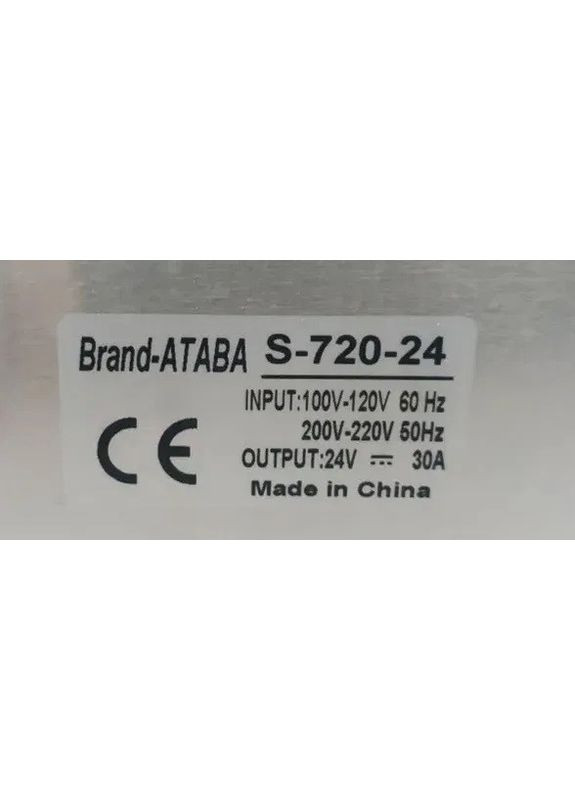 Brand-ATABA S-720-24
INPUT:100V-120V 60 Hz
200V-220V 50Hz
OUTPUT:24V ⎓ 30A
CE
Made in China